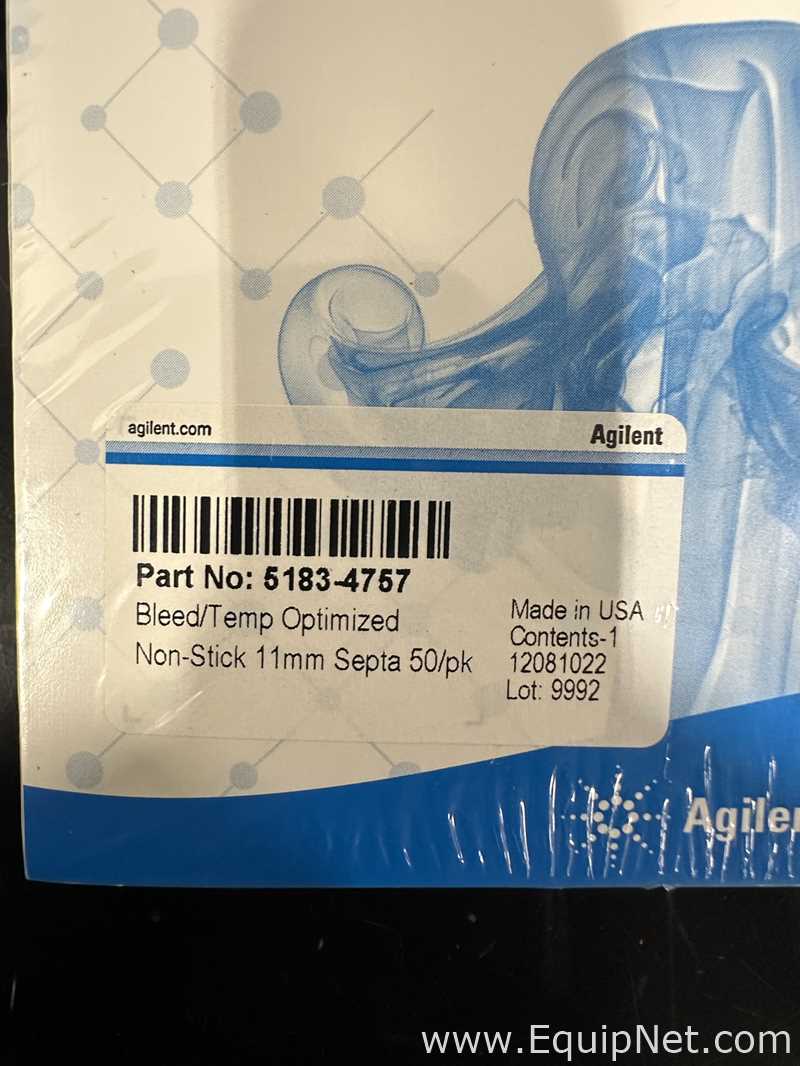 agilent.com
Agilent
Part No: 5183-4757
Bleed/Temp Optimized
Non-Stick 11mm Septa 50/pk
Made in USA
Contents-1
12081022
Lot: 9992
Agilen
www.EquipNet.com